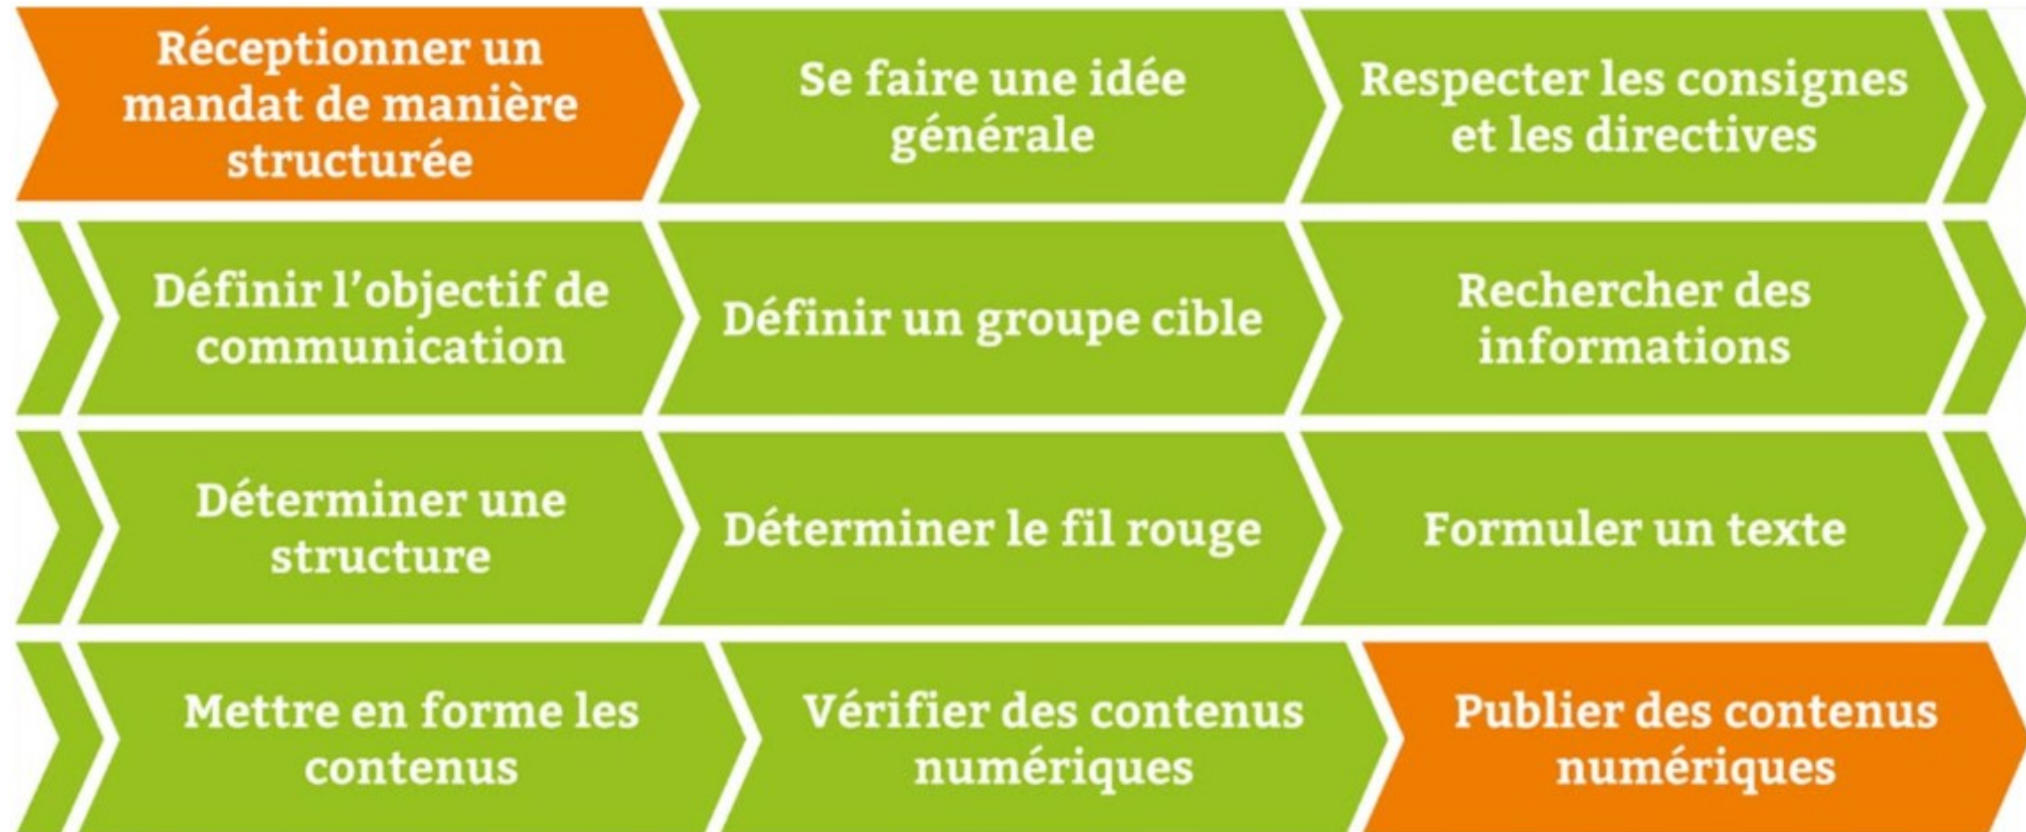 Réceptionner un
mandat de manière
structurée
Se faire une idée
générale
Respecter les consignes
et les directives
Définir l’objectif de
communication
Définir un groupe cible
Rechercher des
informations
Déterminer une
structure
Déterminer le fil rouge
Formuler un texte
Mettre en forme les
contenus
Vérifier des contenus
numériques
Publier des contenus
numériques